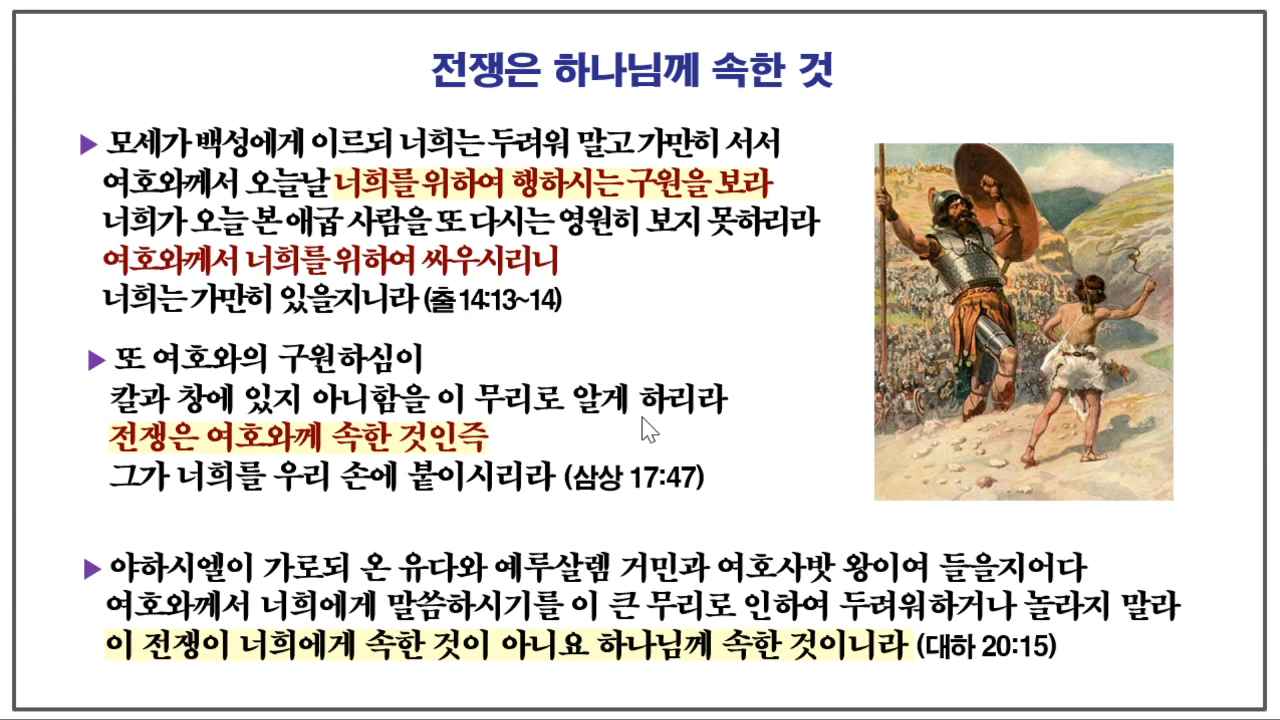 전쟁은 하나님께 속한 것
▶ 모세가 백성에게 이르되 너희는 두려워 말고 가만히 서서
여호와께서 오늘날 너희를 위하여 행하시는 구원을 보라
너희가 오늘 본 애굽 사람을 또 다시는 영원히 보지 못하리라
여호와께서 너희를 위하여 싸우시리니
너희는 가만히 있을지니라 (출 14:13~14)
▶ 또 여호와의 구원하심이
칼과 창에 있지 아니함을 이 무리로 알게 하리라
전쟁은 여호와께 속한 것인즉
그가 너희를 우리 손에 붙이시리라 (삼상 17:47)
▶ 야하시엘이 가로되 온 유다와 예루살렘 거민과 여호사밧 왕이여 들을지어다
여호와께서 너희에게 말씀하시기를 이 큰 무리로 인하여 두려워하거나 놀라지 말라
이 전쟁이 너희에게 속한 것이 아니요 하나님께 속한 것이니라 (대하 20:15)